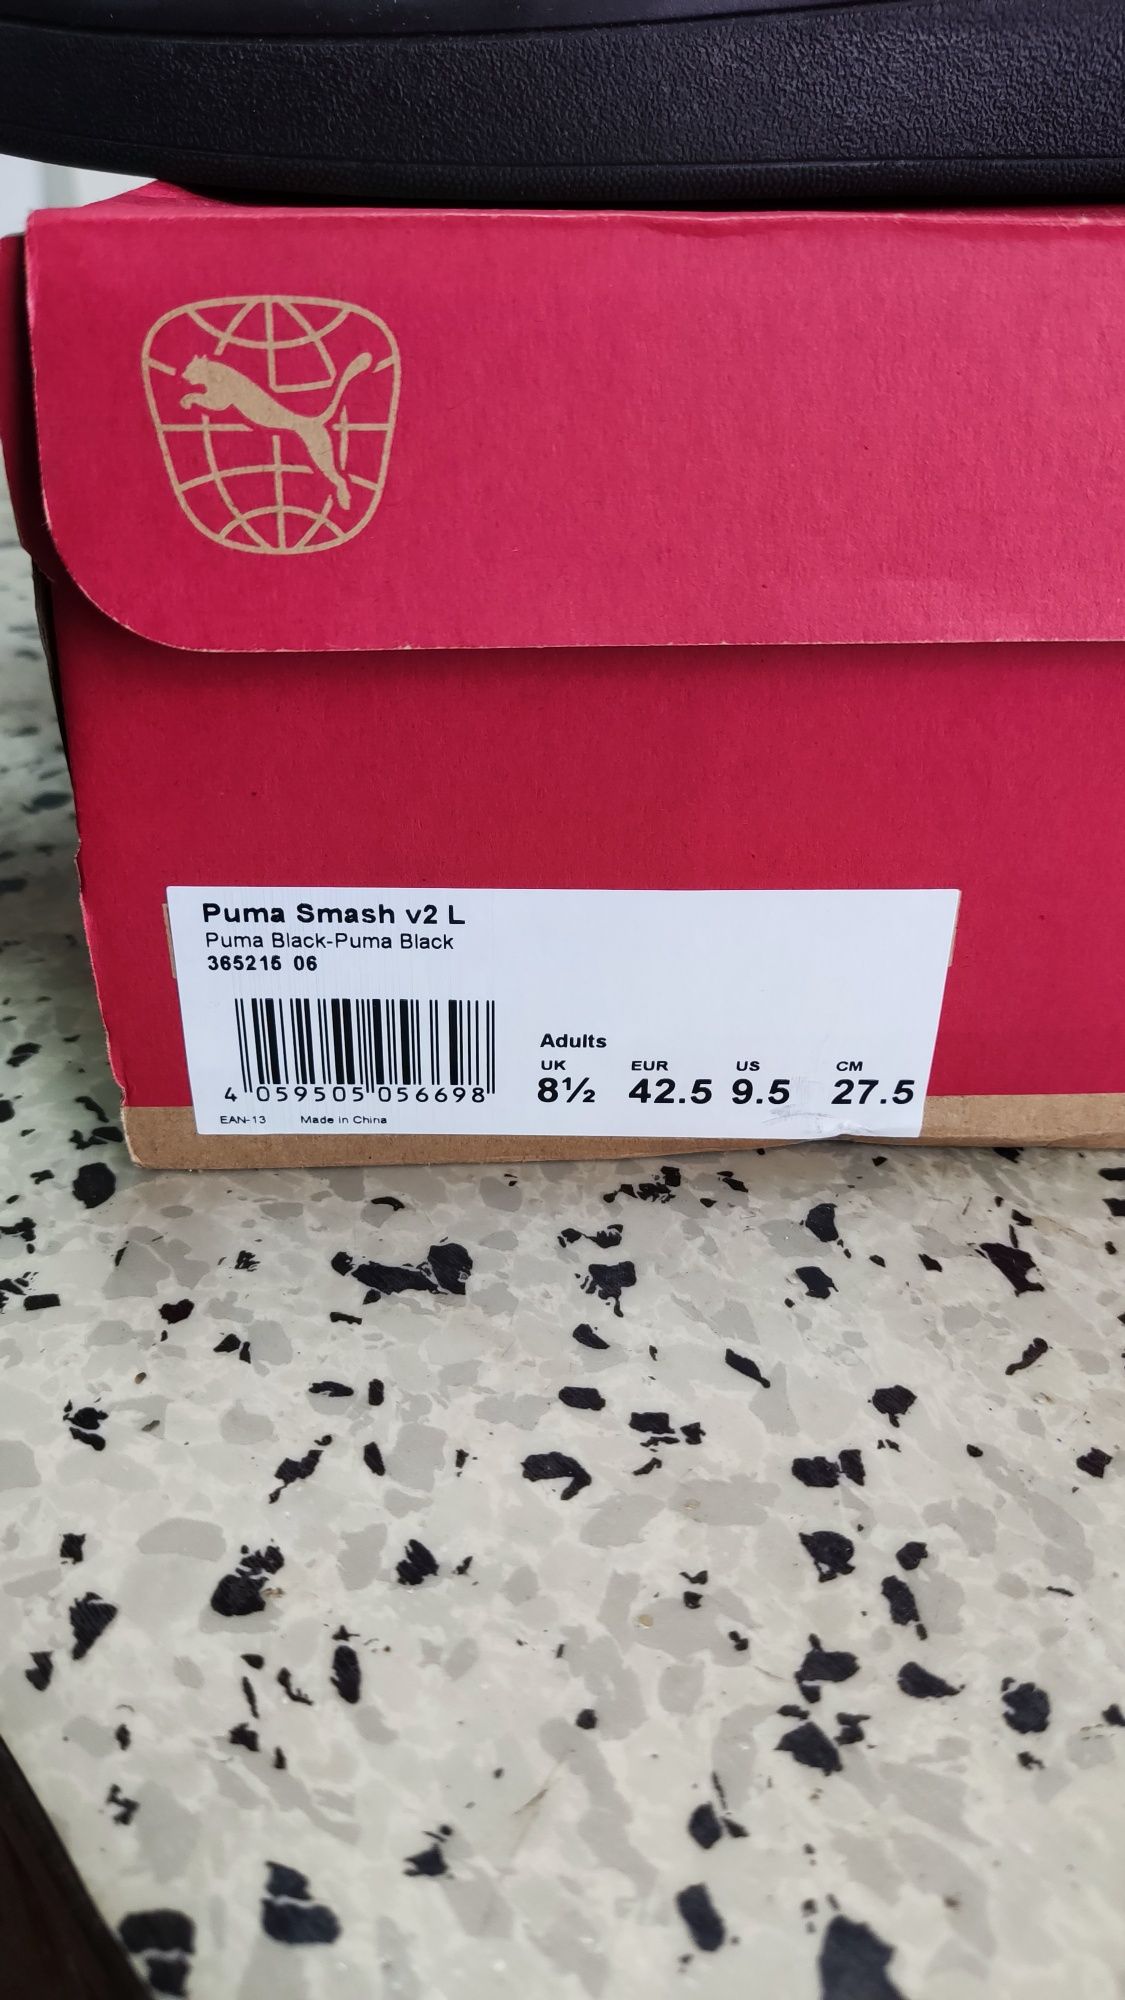 Puma Smash v2 L
Puma Black-Puma Black
365215 06
Adults
UK EUR US CM
8½ 42.5 9.5 27.5
4 059505 056698
EAN-13 Made in China